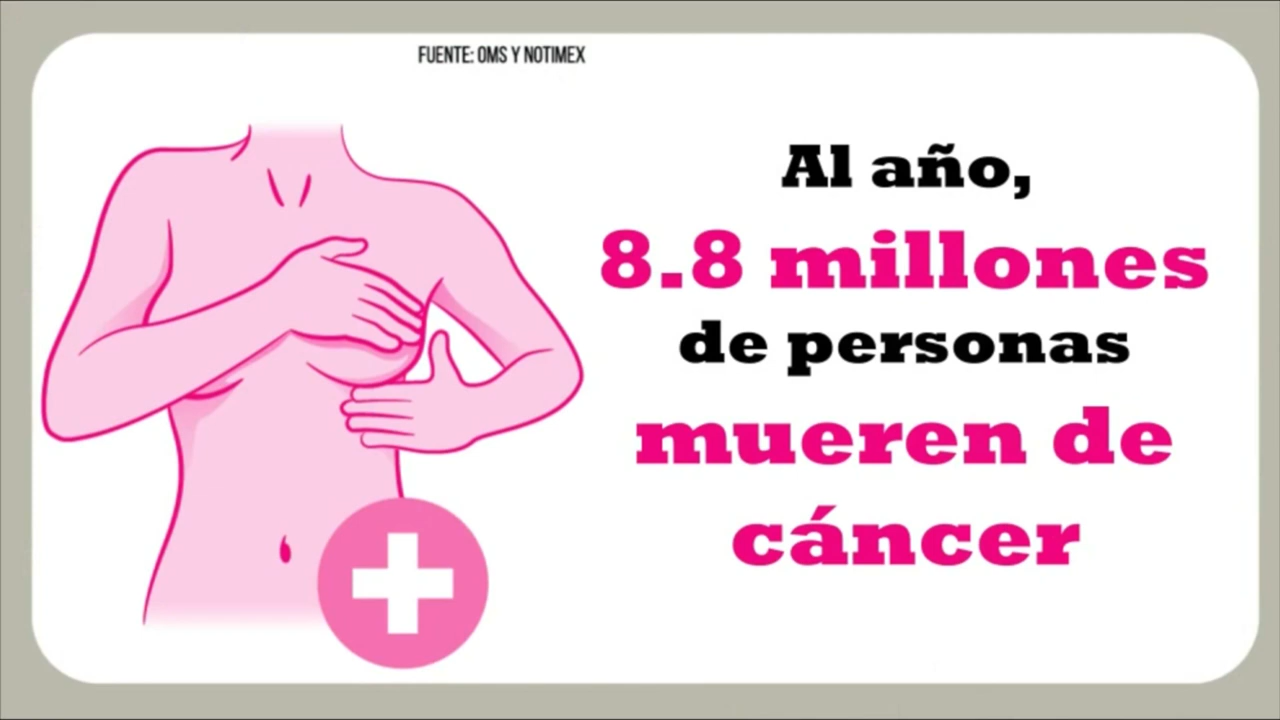 FUENTE: OMS Y NOTIMEX
Al año,
8.8 millones
de personas
mueren de
cáncer